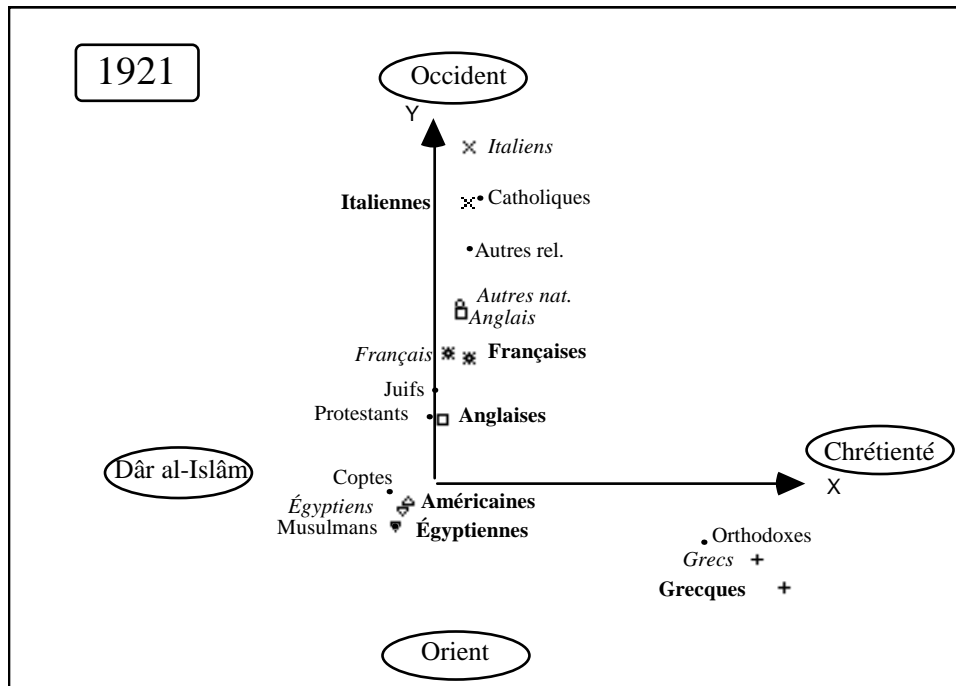 1921
Occident
Y
Italiens
Italiennes Catholiques
Autres rel.
Autres nat.
Anglais
Français Françaises
Juifs
Protestants Anglaises
Dâr al-Islâm Chrétienté
Coptes X
Égyptiens Américaines
Musulmans Égyptiennes
Orthodoxes
Grecs
Grecques
Orient